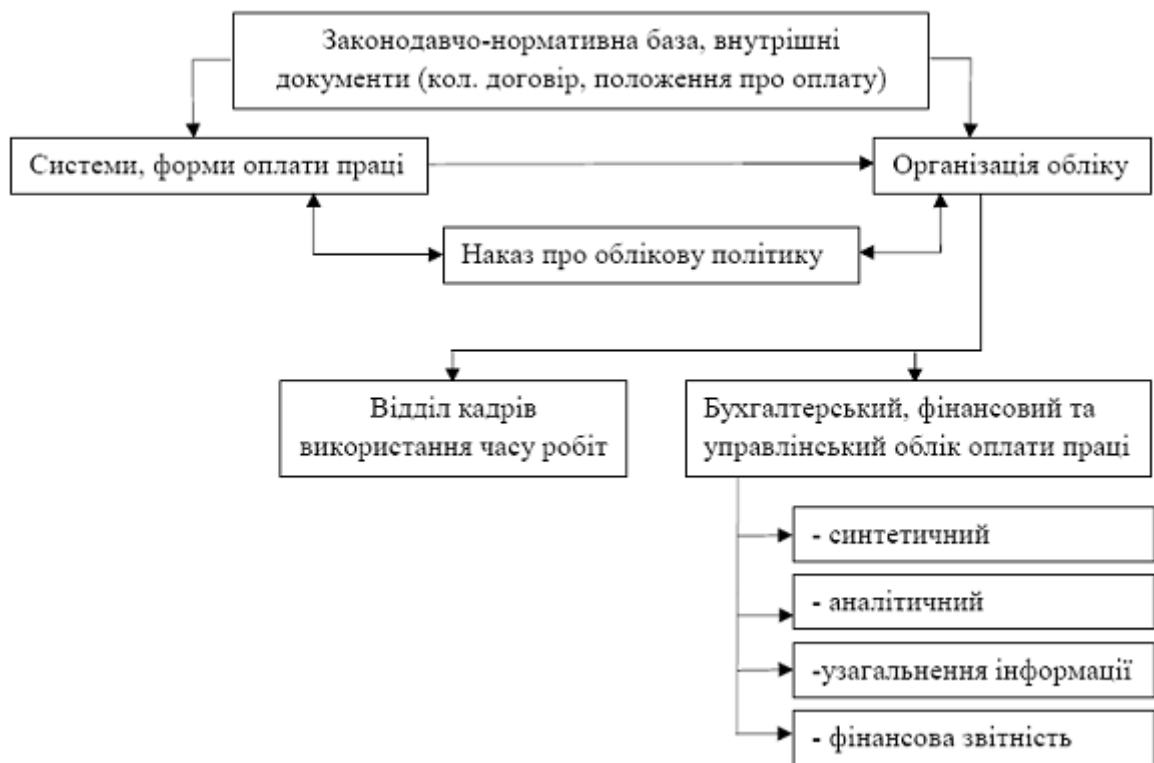 Законодавчо-нормативна база, внутрішні
документи (кол. договір, положення про оплату)
Системи, форми оплати праці
Організація обліку
Наказ про облікову політику
Відділ кадрів
використання часу робіт
Бухгалтерський, фінансовий та
управлінський облік оплати праці
- синтетичний
- аналітичний
-узагальнення інформації
- фінансова звітність